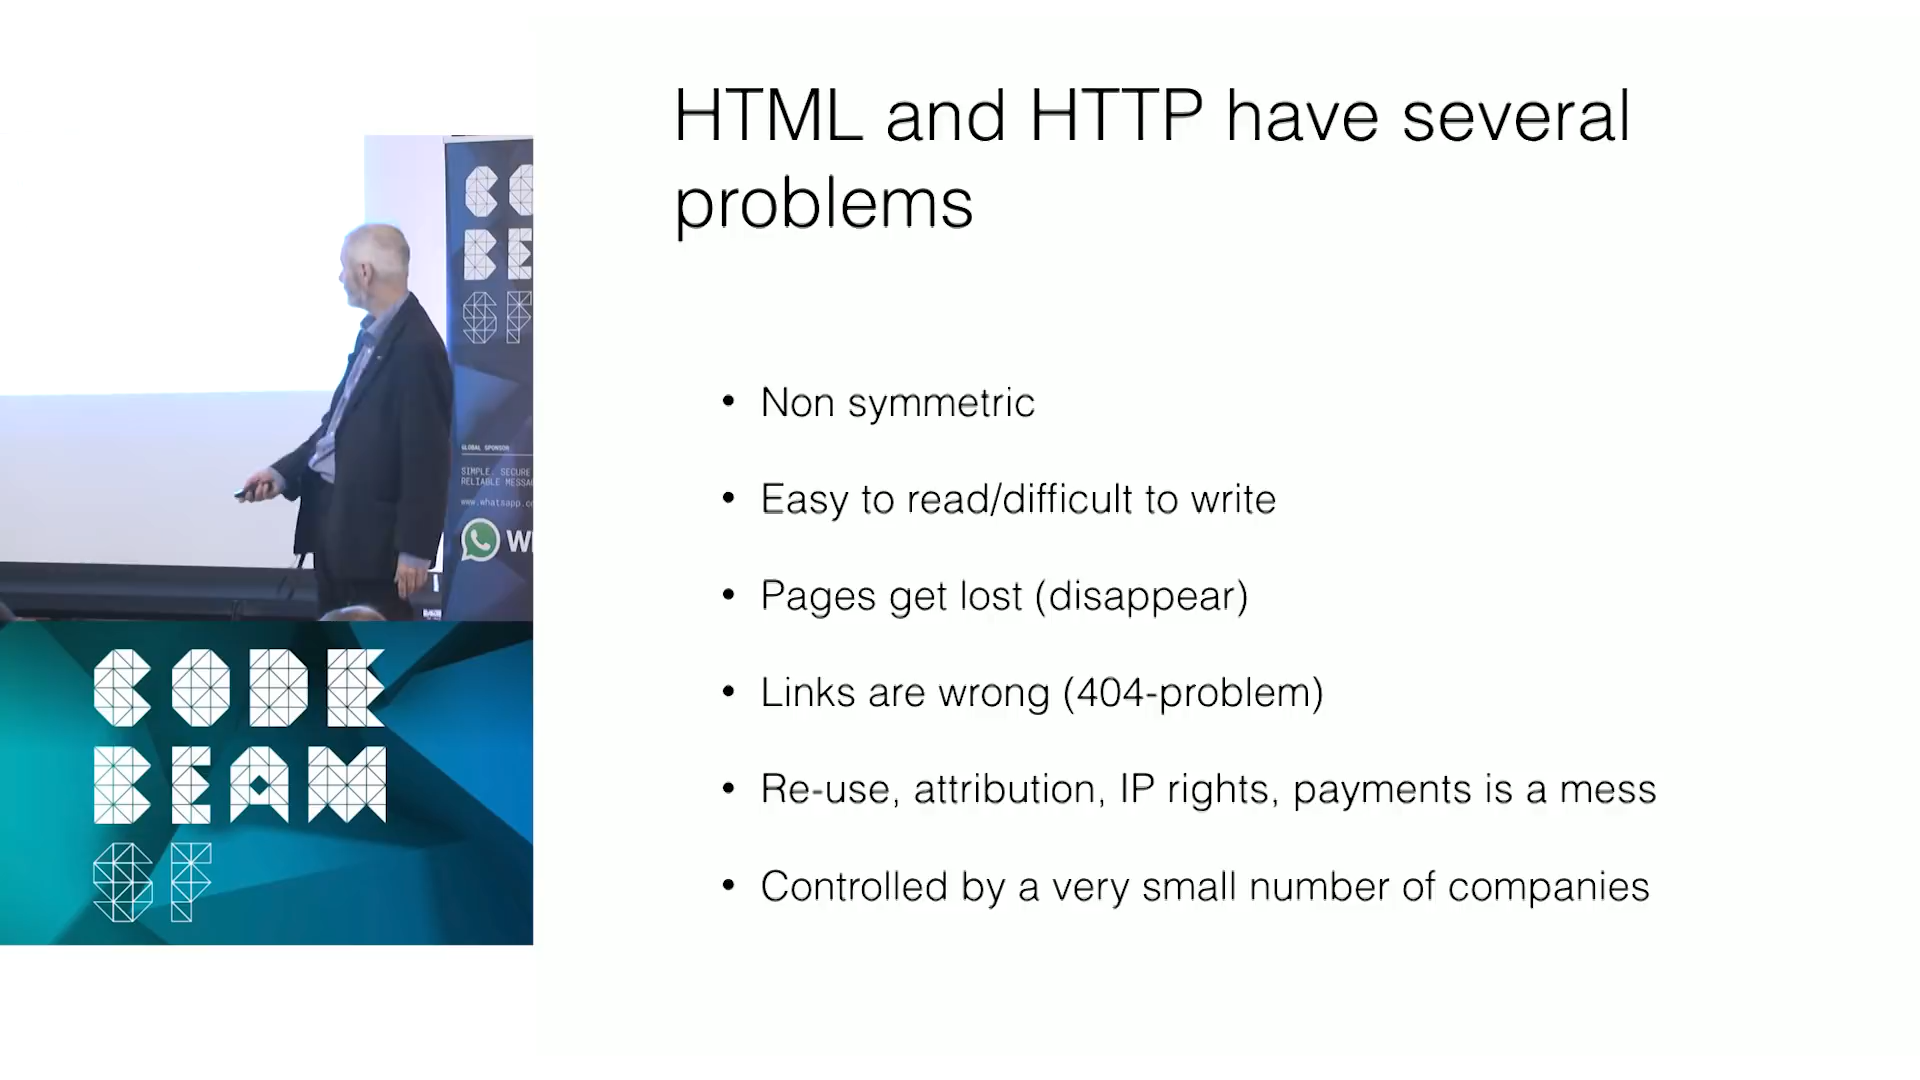 HTML and HTTP have several
problems
• Non symmetric
• Easy to read/difficult to write
• Pages get lost (disappear)
• Links are wrong (404-problem)
• Re-use, attribution, IP rights, payments is a mess
• Controlled by a very small number of companies
CO
BE
SF
GLOBAL SPONSOR
SIMPLE. SECURE
RELIABLE
www.whatsapp.c
W
CODE
BEAM
SF